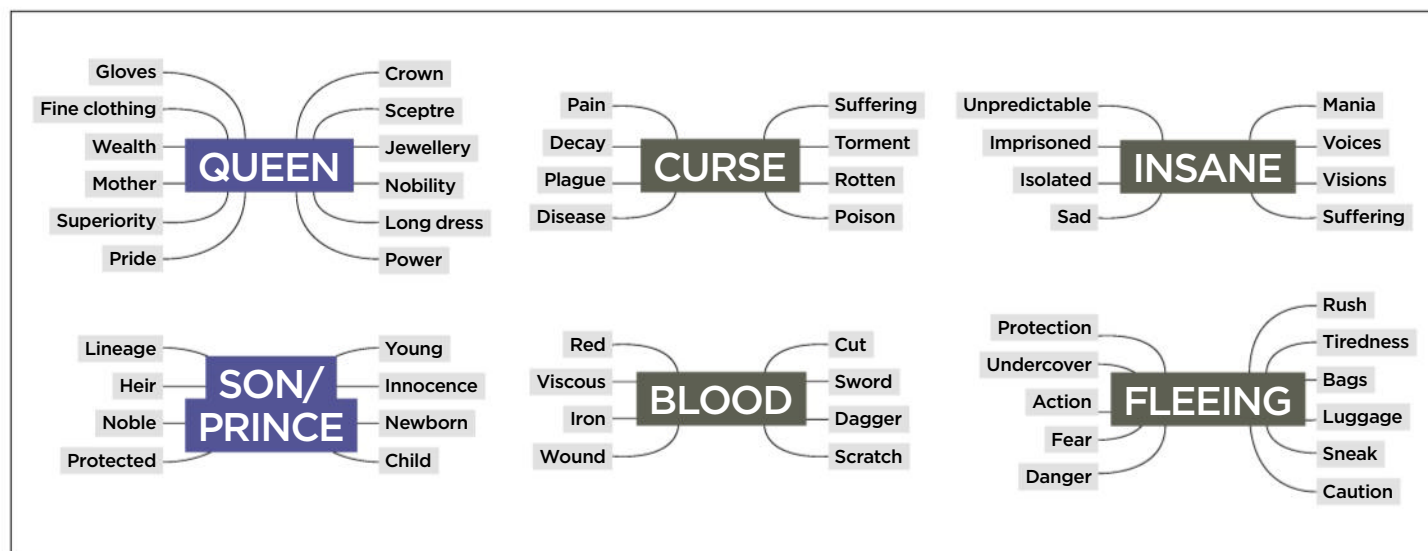 Gloves
Fine clothing
Wealth
Mother
Superiority
Pride
QUEEN
Crown
Sceptre
Jewellery
Nobility
Long dress
Power
Pain
Decay
Plague
Disease
CURSE
Suffering
Torment
Rotten
Poison
Unpredictable
Imprisoned
Isolated
Sad
INSANE
Mania
Voices
Visions
Suffering
Lineage
Heir
Noble
Protected
SON/
PRINCE
Young
Innocence
Newborn
Child
Red
Viscous
Iron
Wound
BLOOD
Cut
Sword
Dagger
Scratch
Protection
Undercover
Action
Fear
Danger
FLEEING
Rush
Tiredness
Bags
Luggage
Sneak
Caution